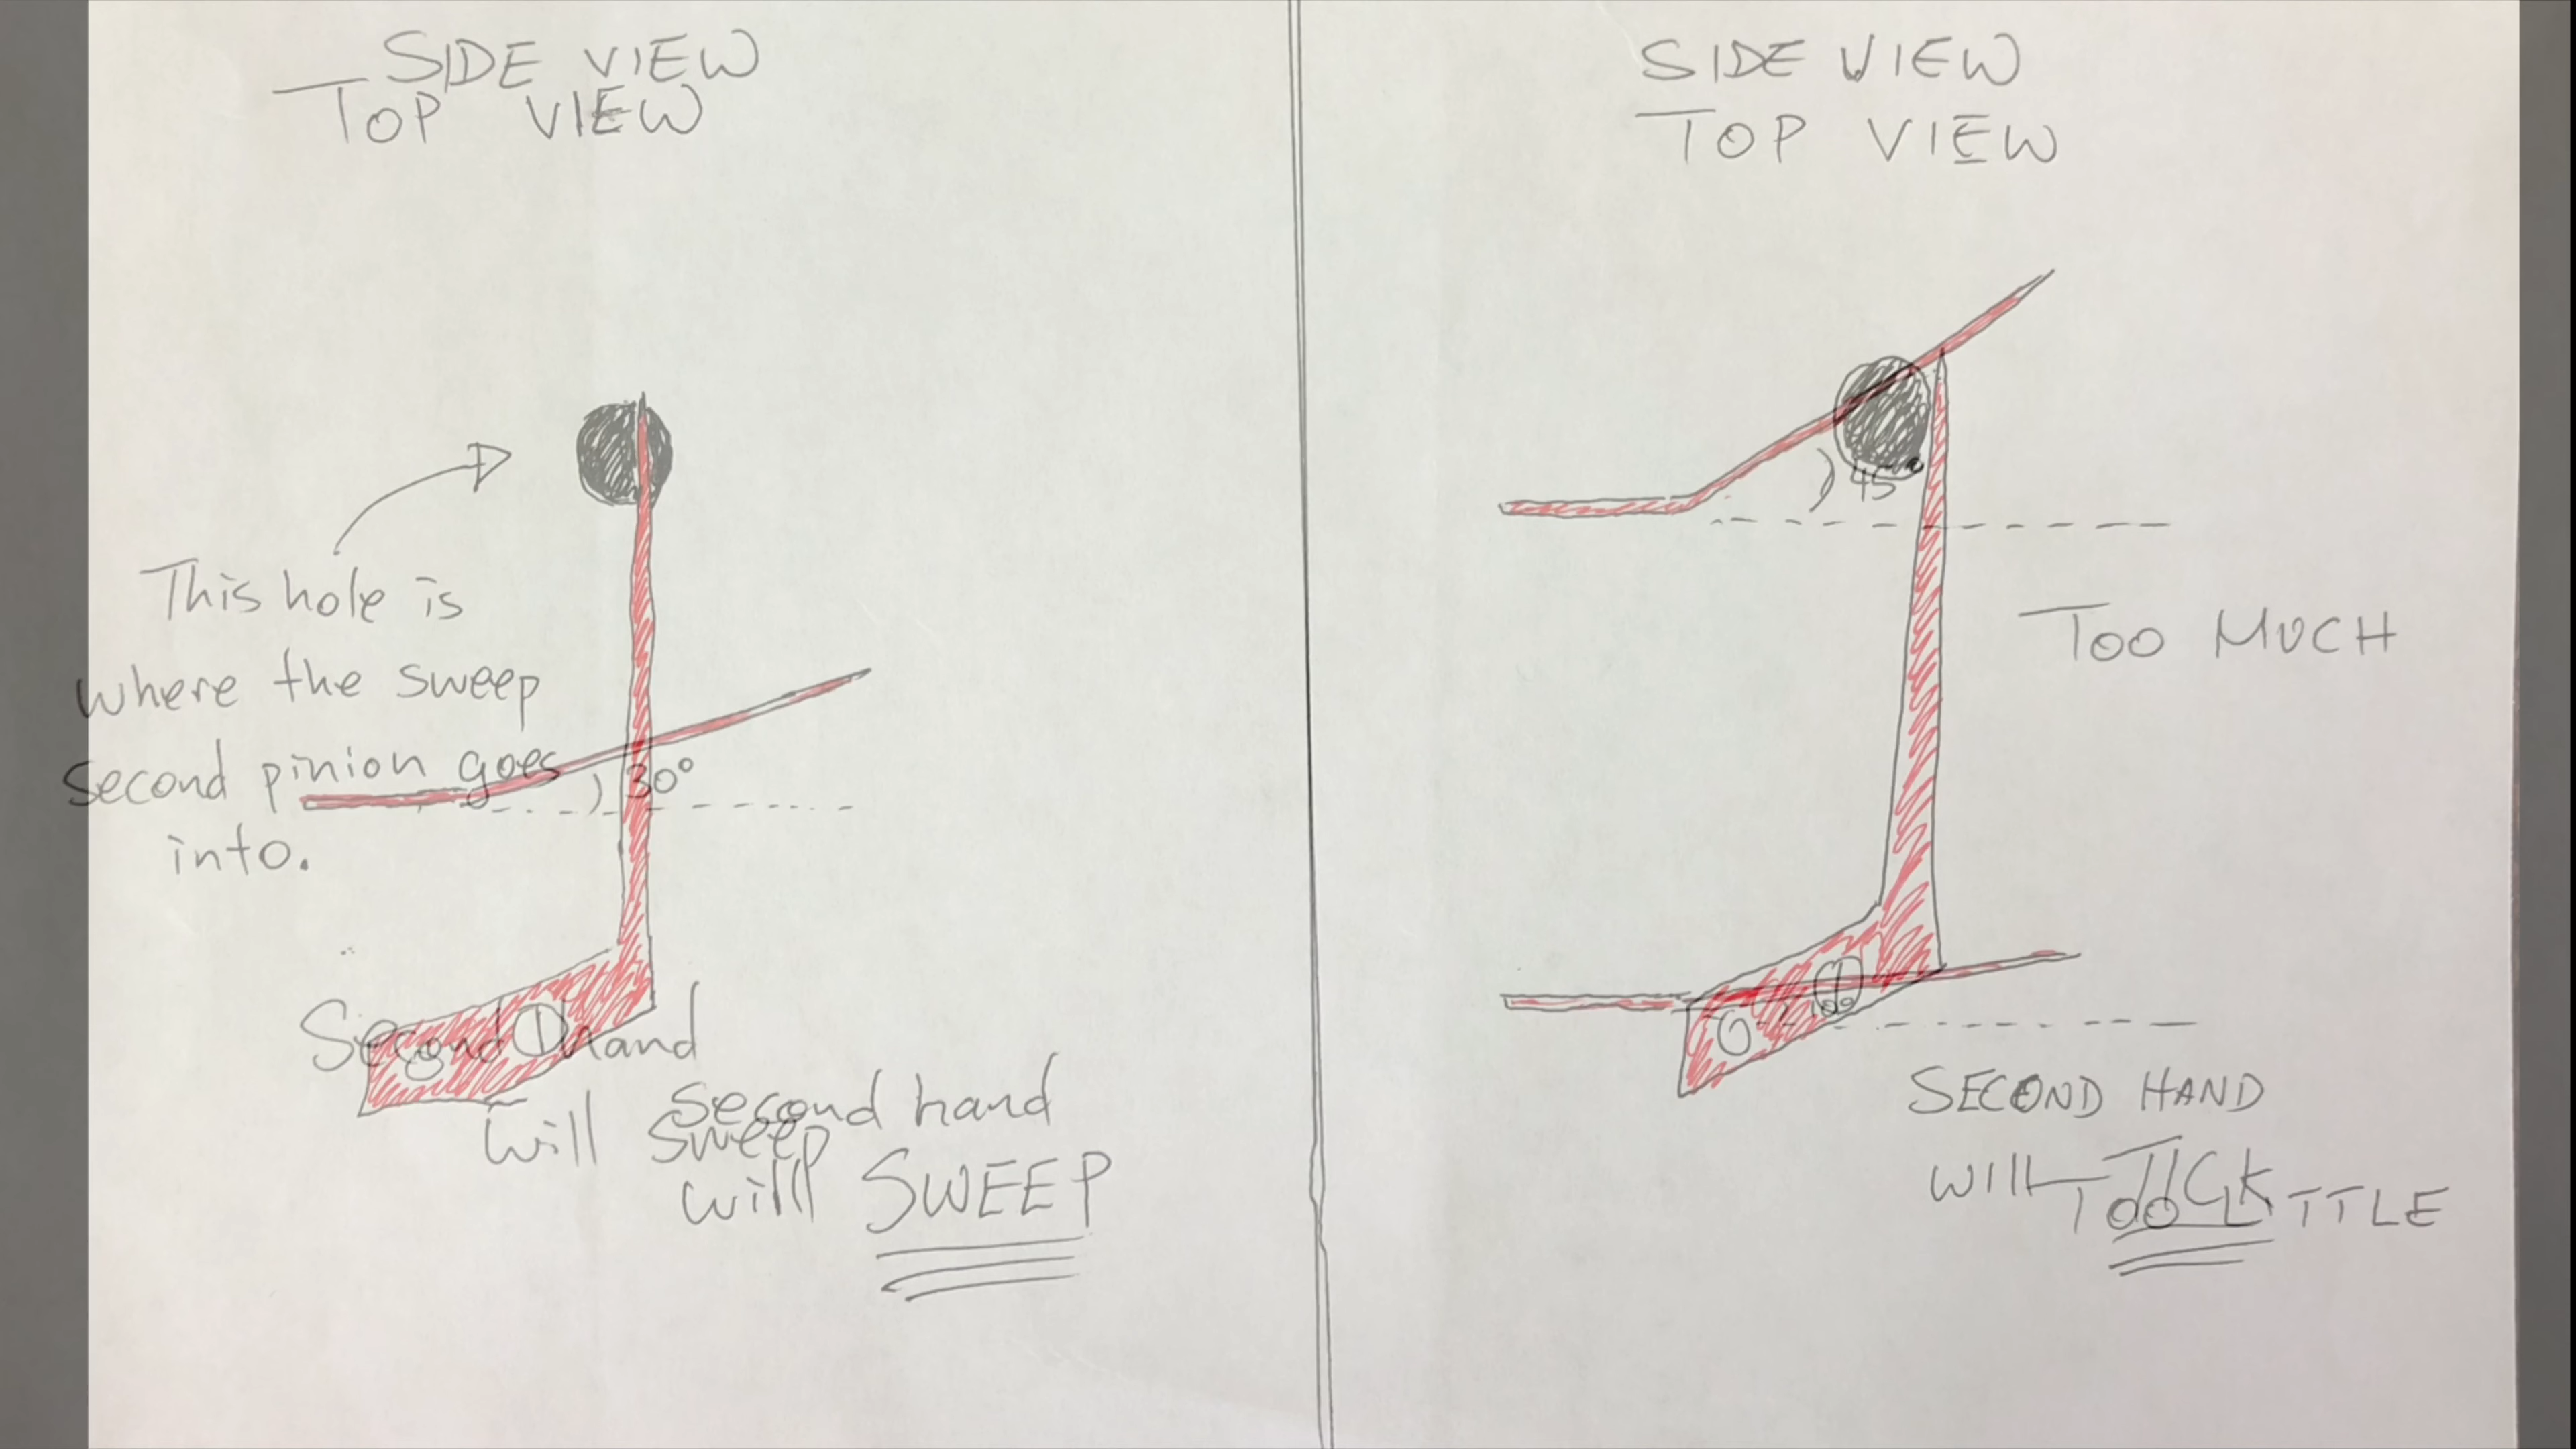 SIDE VIEW
TOP VIEW
This hole is
where the sweep
second pinion goes
into.
30°
Second hand
will sweep
second hand
will SWEEP
SIDE VIEW
TOP VIEW
45°
TOO MUCH
SECOND HAND
will TICK
TOO LITTLE